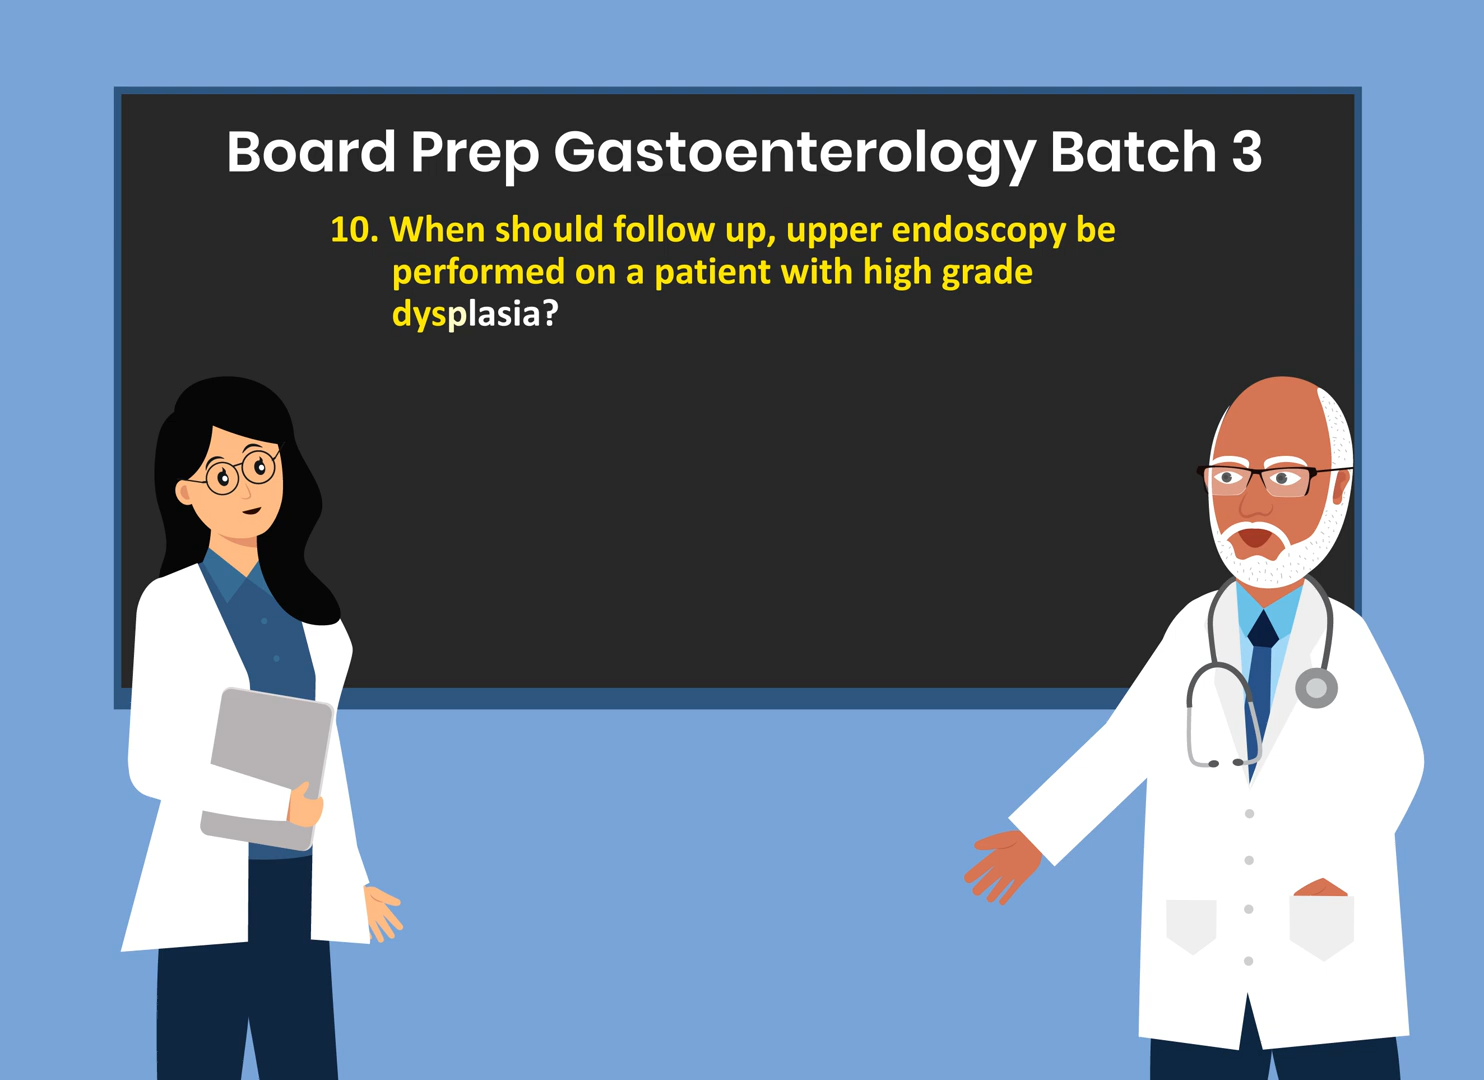 Board Prep Gastoenterology Batch 3
10. When should follow up, upper endoscopy be
performed on a patient with high grade
dysplasia?